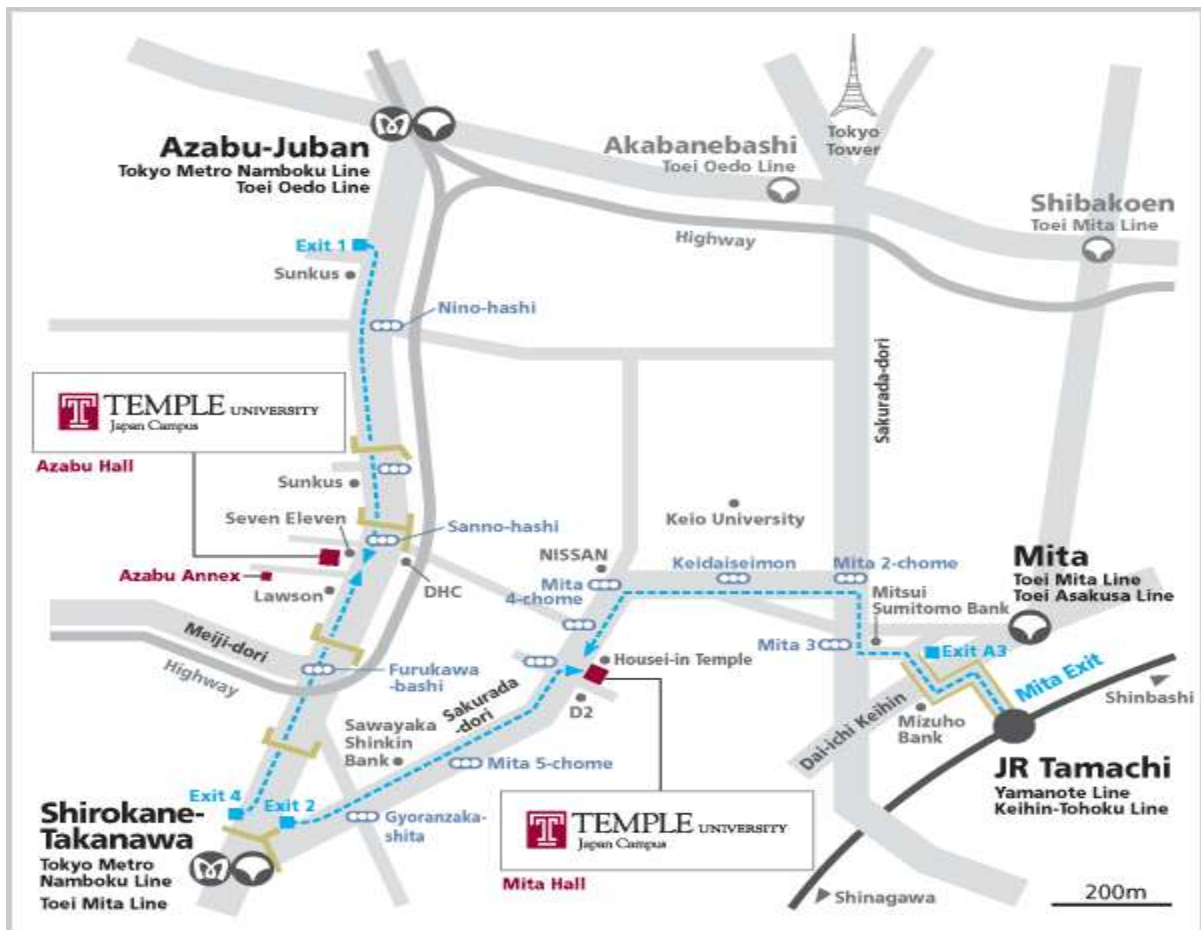 Azabu-Juban
Tokyo Metro Namboku Line
Toei Oedo Line
Akabanebashi
Toei Oedo Line
Tokyo
Tower
Shibakoen
Toei Mita Line
Highway
Exit 1
Sunkus
Nino-hashi
Sakurada-dori
TEMPLE UNIVERSITY
Japan Campus
Azabu Hall
Sunkus
Seven Eleven
Sanno-hashi
Keio University
Azabu Annex
Lawson
DHC
NISSAN
Mita
4-chome
Keidaiseimon
Mita 2-chome
Mitsui
Sumitomo Bank
Mita
Toei Mita Line
Toei Asakusa Line
Meiji-dori
Highway
Furukawa
-bashi
Housei-in Temple
Mita 3
Exit A3
Mita Exit
Shinbashi
Sakurada
-dori
D2
Dai-ichi Keihin
Mizuho
Bank
Sawayaka
Shinkin
Bank
Mita 5-chome
JR Tamachi
Yamanote Line
Keihin-Tohoku Line
Exit 4
Exit 2
Gyoranzaka-
shita
Shirokane-
Takanawa
Tokyo Metro
Namboku Line
Toei Mita Line
TEMPLE UNIVERSITY
Japan Campus
Mita Hall
Shinagawa
200m